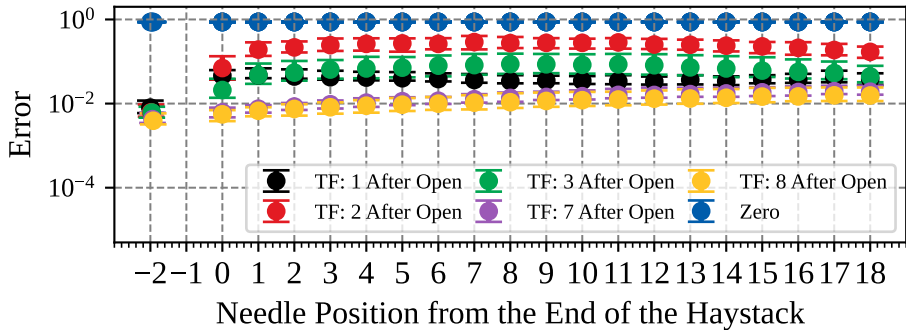 10⁰
10⁻²
10⁻⁴
Error
TF: 1 After Open TF: 3 After Open TF: 8 After Open
TF: 2 After Open TF: 7 After Open Zero
−2 −1 0 1 2 3 4 5 6 7 8 9 10 11 12 13 14 15 16 17 18
Needle Position from the End of the Haystack